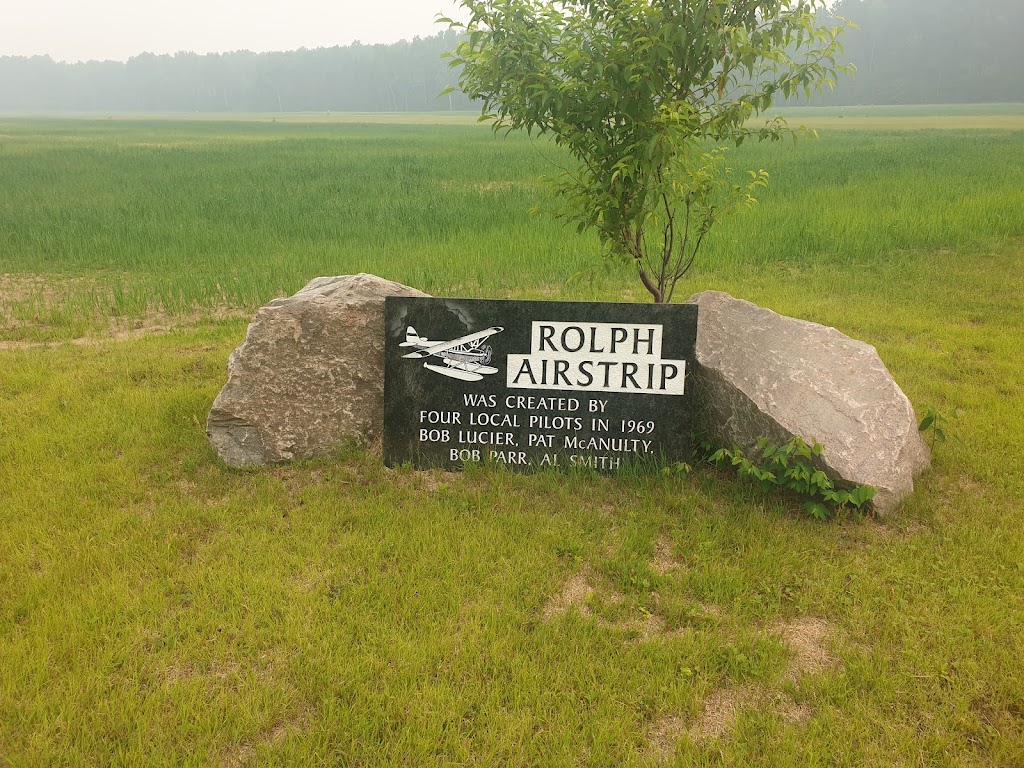 ROLPH
AIRSTRIP
WAS CREATED BY
FOUR LOCAL PILOTS IN 1969
BOB LUCIER, PAT McANULTY,
BOB PARR, AL SMITH